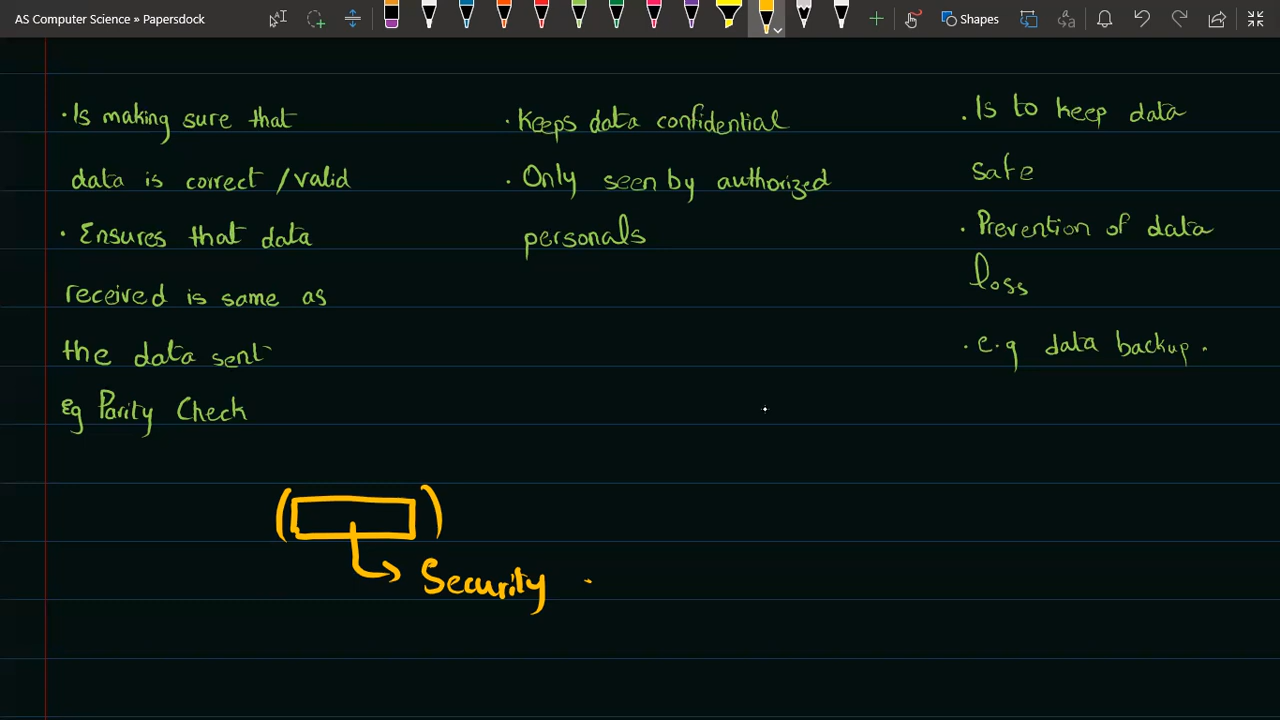 AS Computer Science » Papersdock
Shapes
· Is making sure that
data is correct /valid
· Ensures that data
received is same as
the data sent
Eg Parity Check
· Keeps data confidential
· Only seen by authorized
personals
. Is to keep data
safe
· Prevention of data
loss
· e.g data backup.
Security